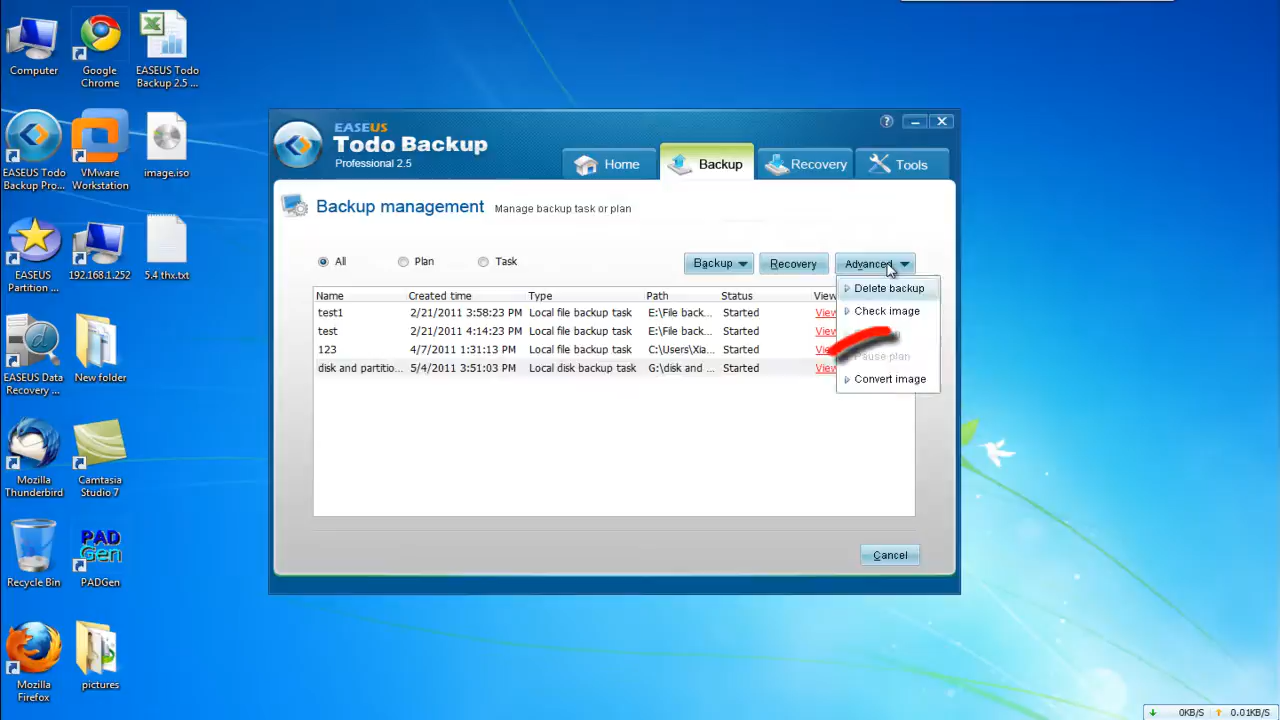 Computer
Google
Chrome
EASEUS Todo
Backup 2.5 ...
EASEUS Todo
Backup Pro...
VMware
Workstation
image.iso
EASEUS
Partition ...
192.168.1.252
5.4 thx.txt
EASEUS Data
Recovery ...
New folder
Mozilla
Thunderbird
Camtasia
Studio 7
Recycle Bin
PAD
Gen
PADGen
Mozilla
Firefox
pictures
EASEUS
Todo Backup
Professional 2.5
Home
Backup
Recovery
Tools
Backup management Manage backup task or plan
All Plan Task
Backup
Recovery
Advanced
Name Created time Type Path Status View
test1 2/21/2011 3:58:23 PM Local file backup task E:\File back... Started View
test 2/21/2011 4:14:23 PM Local file backup task E:\File back... Started View
123 4/7/2011 1:31:13 PM Local file backup task C:\Users\Xia... Started
disk and partitio... 5/4/2011 3:51:03 PM Local disk backup task G:\disk and ... Started View
Delete backup
Check image
Pause plan
Convert image
Cancel
0KB/S 0.01KB/S